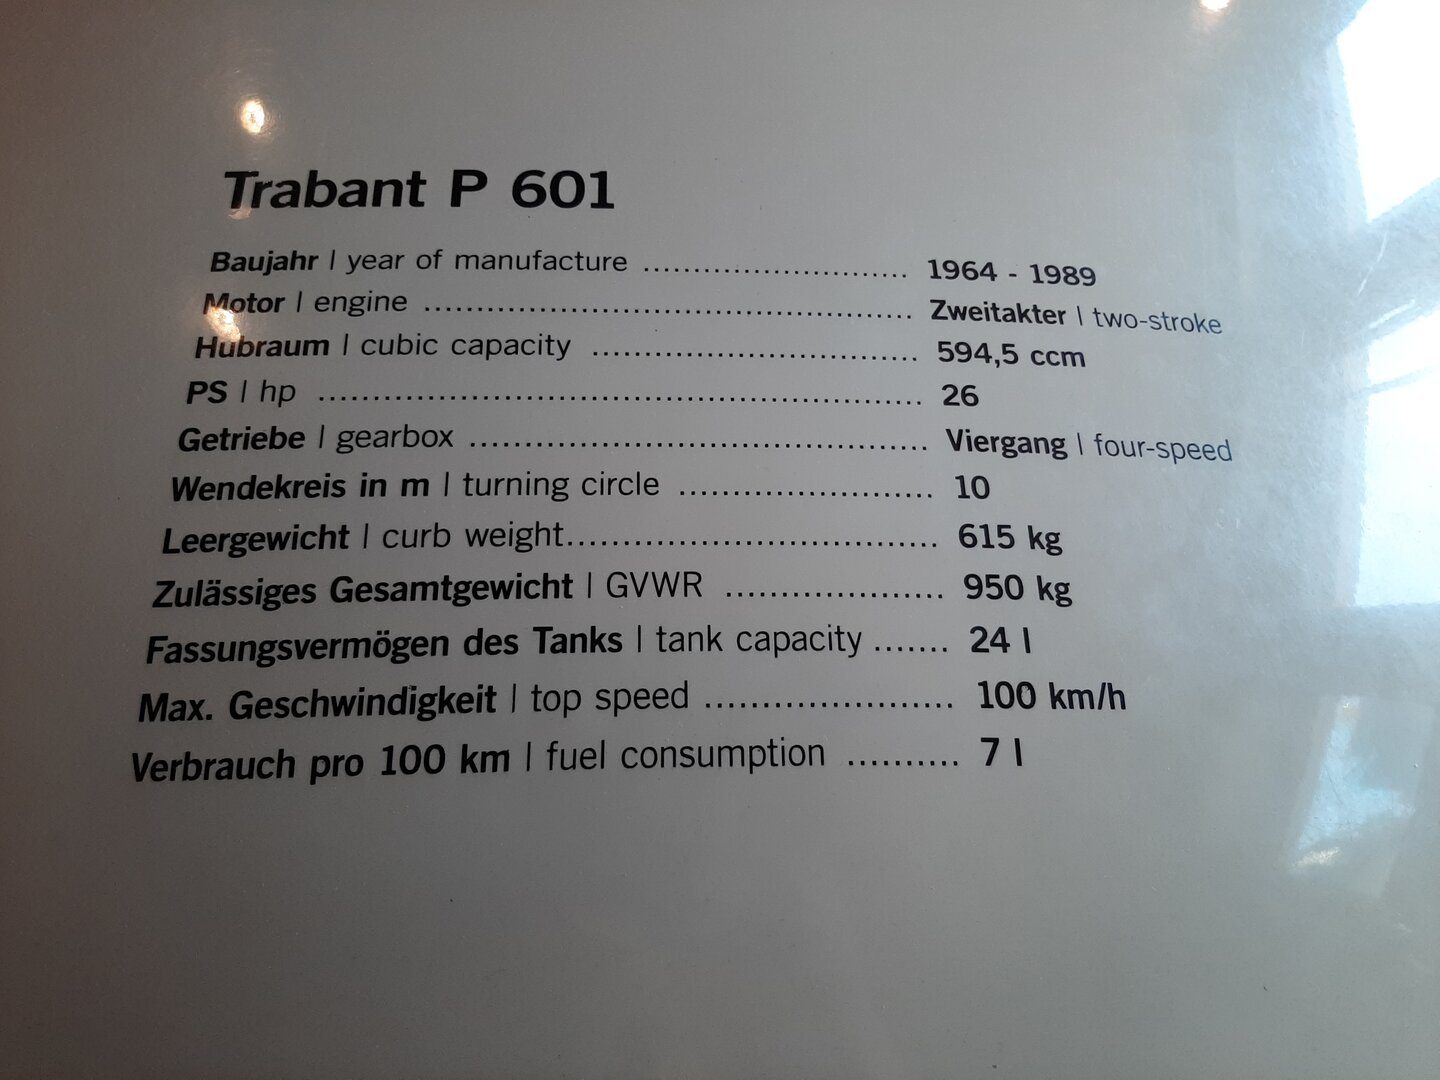 Trabant P 601
Baujahr | year of manufacture .......................... 1964 - 1989
Motor | engine ................................................ Zweitakter | two-stroke
Hubraum | cubic capacity ................................ 594,5 ccm
PS | hp ............................................................ 26
Getriebe | gearbox ............................................. Viergang | four-speed
Wendekreis in m | turning circle ........................ 10
Leergewicht | curb weight................................... 615 kg
Zulässiges Gesamtgewicht | GVWR .................... 950 kg
Fassungsvermögen des Tanks | tank capacity ....... 24 l
Max. Geschwindigkeit | top speed ...................... 100 km/h
Verbrauch pro 100 km | fuel consumption .......... 7 l